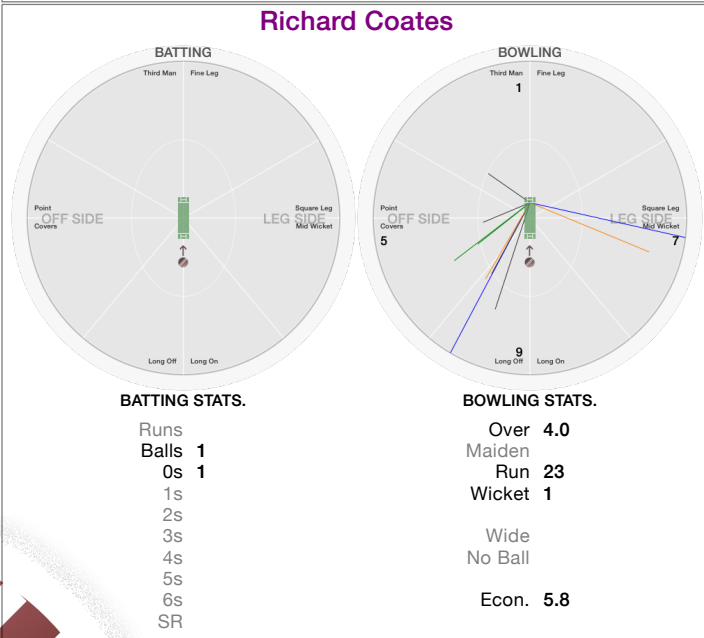 Richard Coates
BATTING
Third Man Fine Leg
Point
OFF SIDE
Covers
Square Leg
LEG SIDE
Mid Wicket
Long Off Long On
BOWLING
Third Man Fine Leg
1
Point
OFF SIDE
Covers
5
Square Leg
LEG SIDE
Mid Wicket
7
9
Long Off Long On
BATTING STATS.
Runs
Balls 1
0s 1
1s
2s
3s
4s
5s
6s
SR
BOWLING STATS.
Over 4.0
Maiden
Run 23
Wicket 1
Wide
No Ball
Econ. 5.8